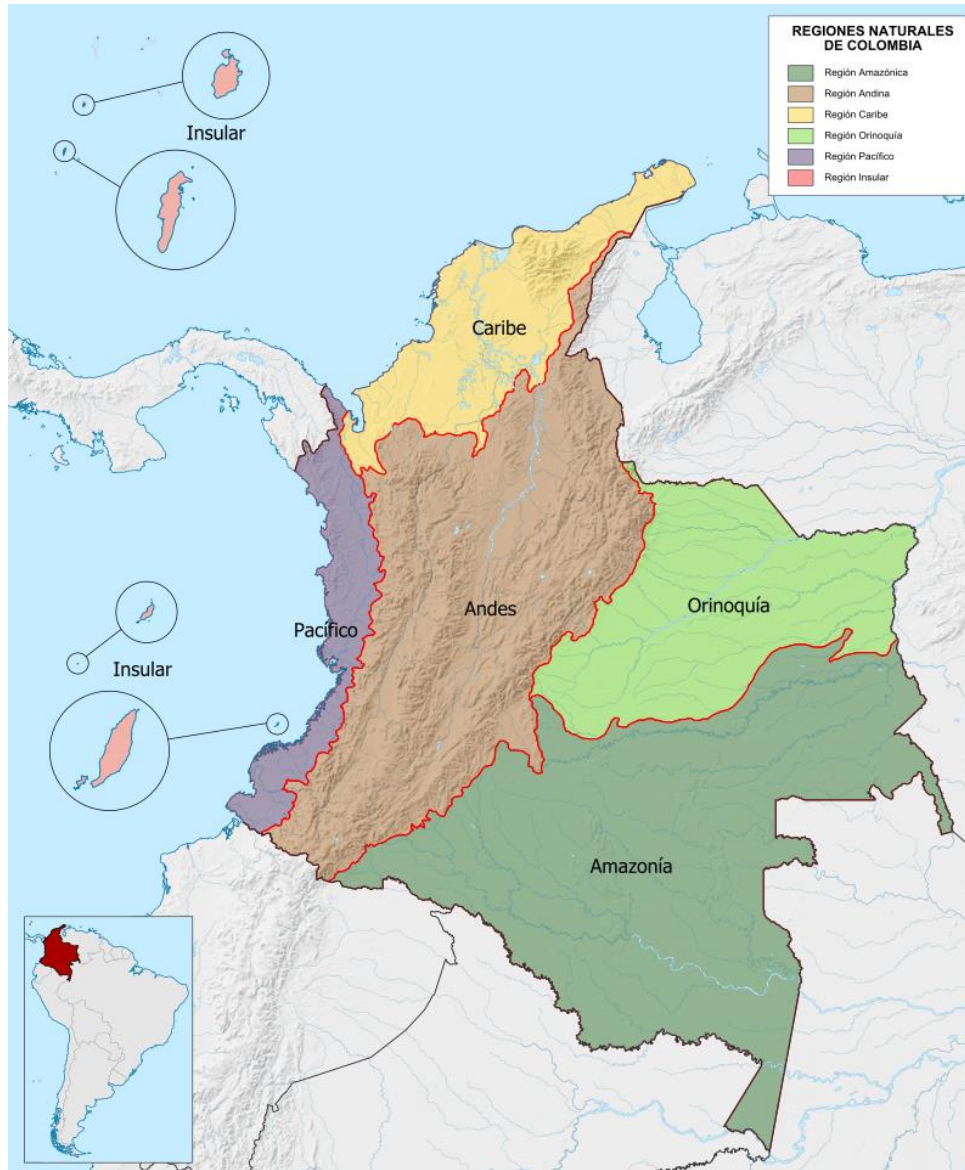 REGIONES NATURALES
DE COLOMBIA
Región Amazónica
Región Andina
Región Caribe
Región Orinoquía
Región Pacífico
Región Insular
Insular
Caribe
Andes
Orinoquía
Pacífico
Insular
Amazonía